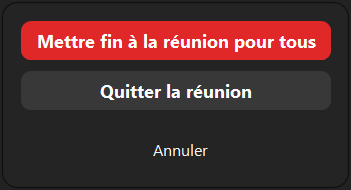 Mettre fin à la réunion pour tous
Quitter la réunion
Annuler